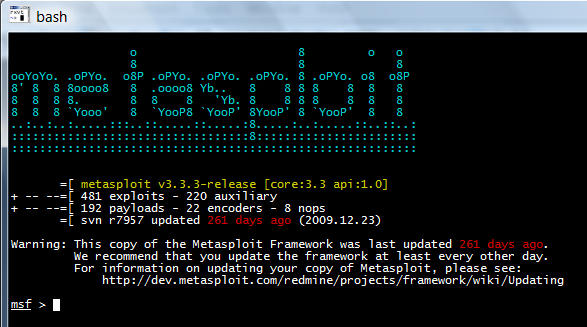 bash
                   o                       8         o   o
                   8                       8             8
ooYoYo. .oPYo.  o8P .oPYo. .oPYo. .oPYo. 8 .oPYo. o8  o8P
8' 8  8 8oooo8   8  .oooo8 Yb..   8    8 8 8    8  8   8
8  8  8 8.       8  8    8   'Yb. 8    8 8 8    8  8   8
8  8  8 `Yooo'   8  `YooP8 `YooP' 8YooP' 8 `YooP'  8   8
..:..:..:.....:::..::.....:.....:8.....:..:.....:..::..:
::::::::::::::::::::::::::::::::::8:::::::::::::::::::::::
:::::::::::::::::::::::::::::::::::::::::::::::::::::::::
=[ metasploit v3.3.3-release [core:3.3 api:1.0]
+ -- --=[ 481 exploits - 220 auxiliary
+ -- --=[ 192 payloads - 22 encoders - 8 nops
=[ svn r7957 updated 261 days ago (2009.12.23)
Warning: This copy of the Metasploit Framework was last updated 261 days ago.
We recommend that you update the framework at least every other day.
For information on updating your copy of Metasploit, please see:
http://dev.metasploit.com/redmine/projects/framework/wiki/Updating
msf >